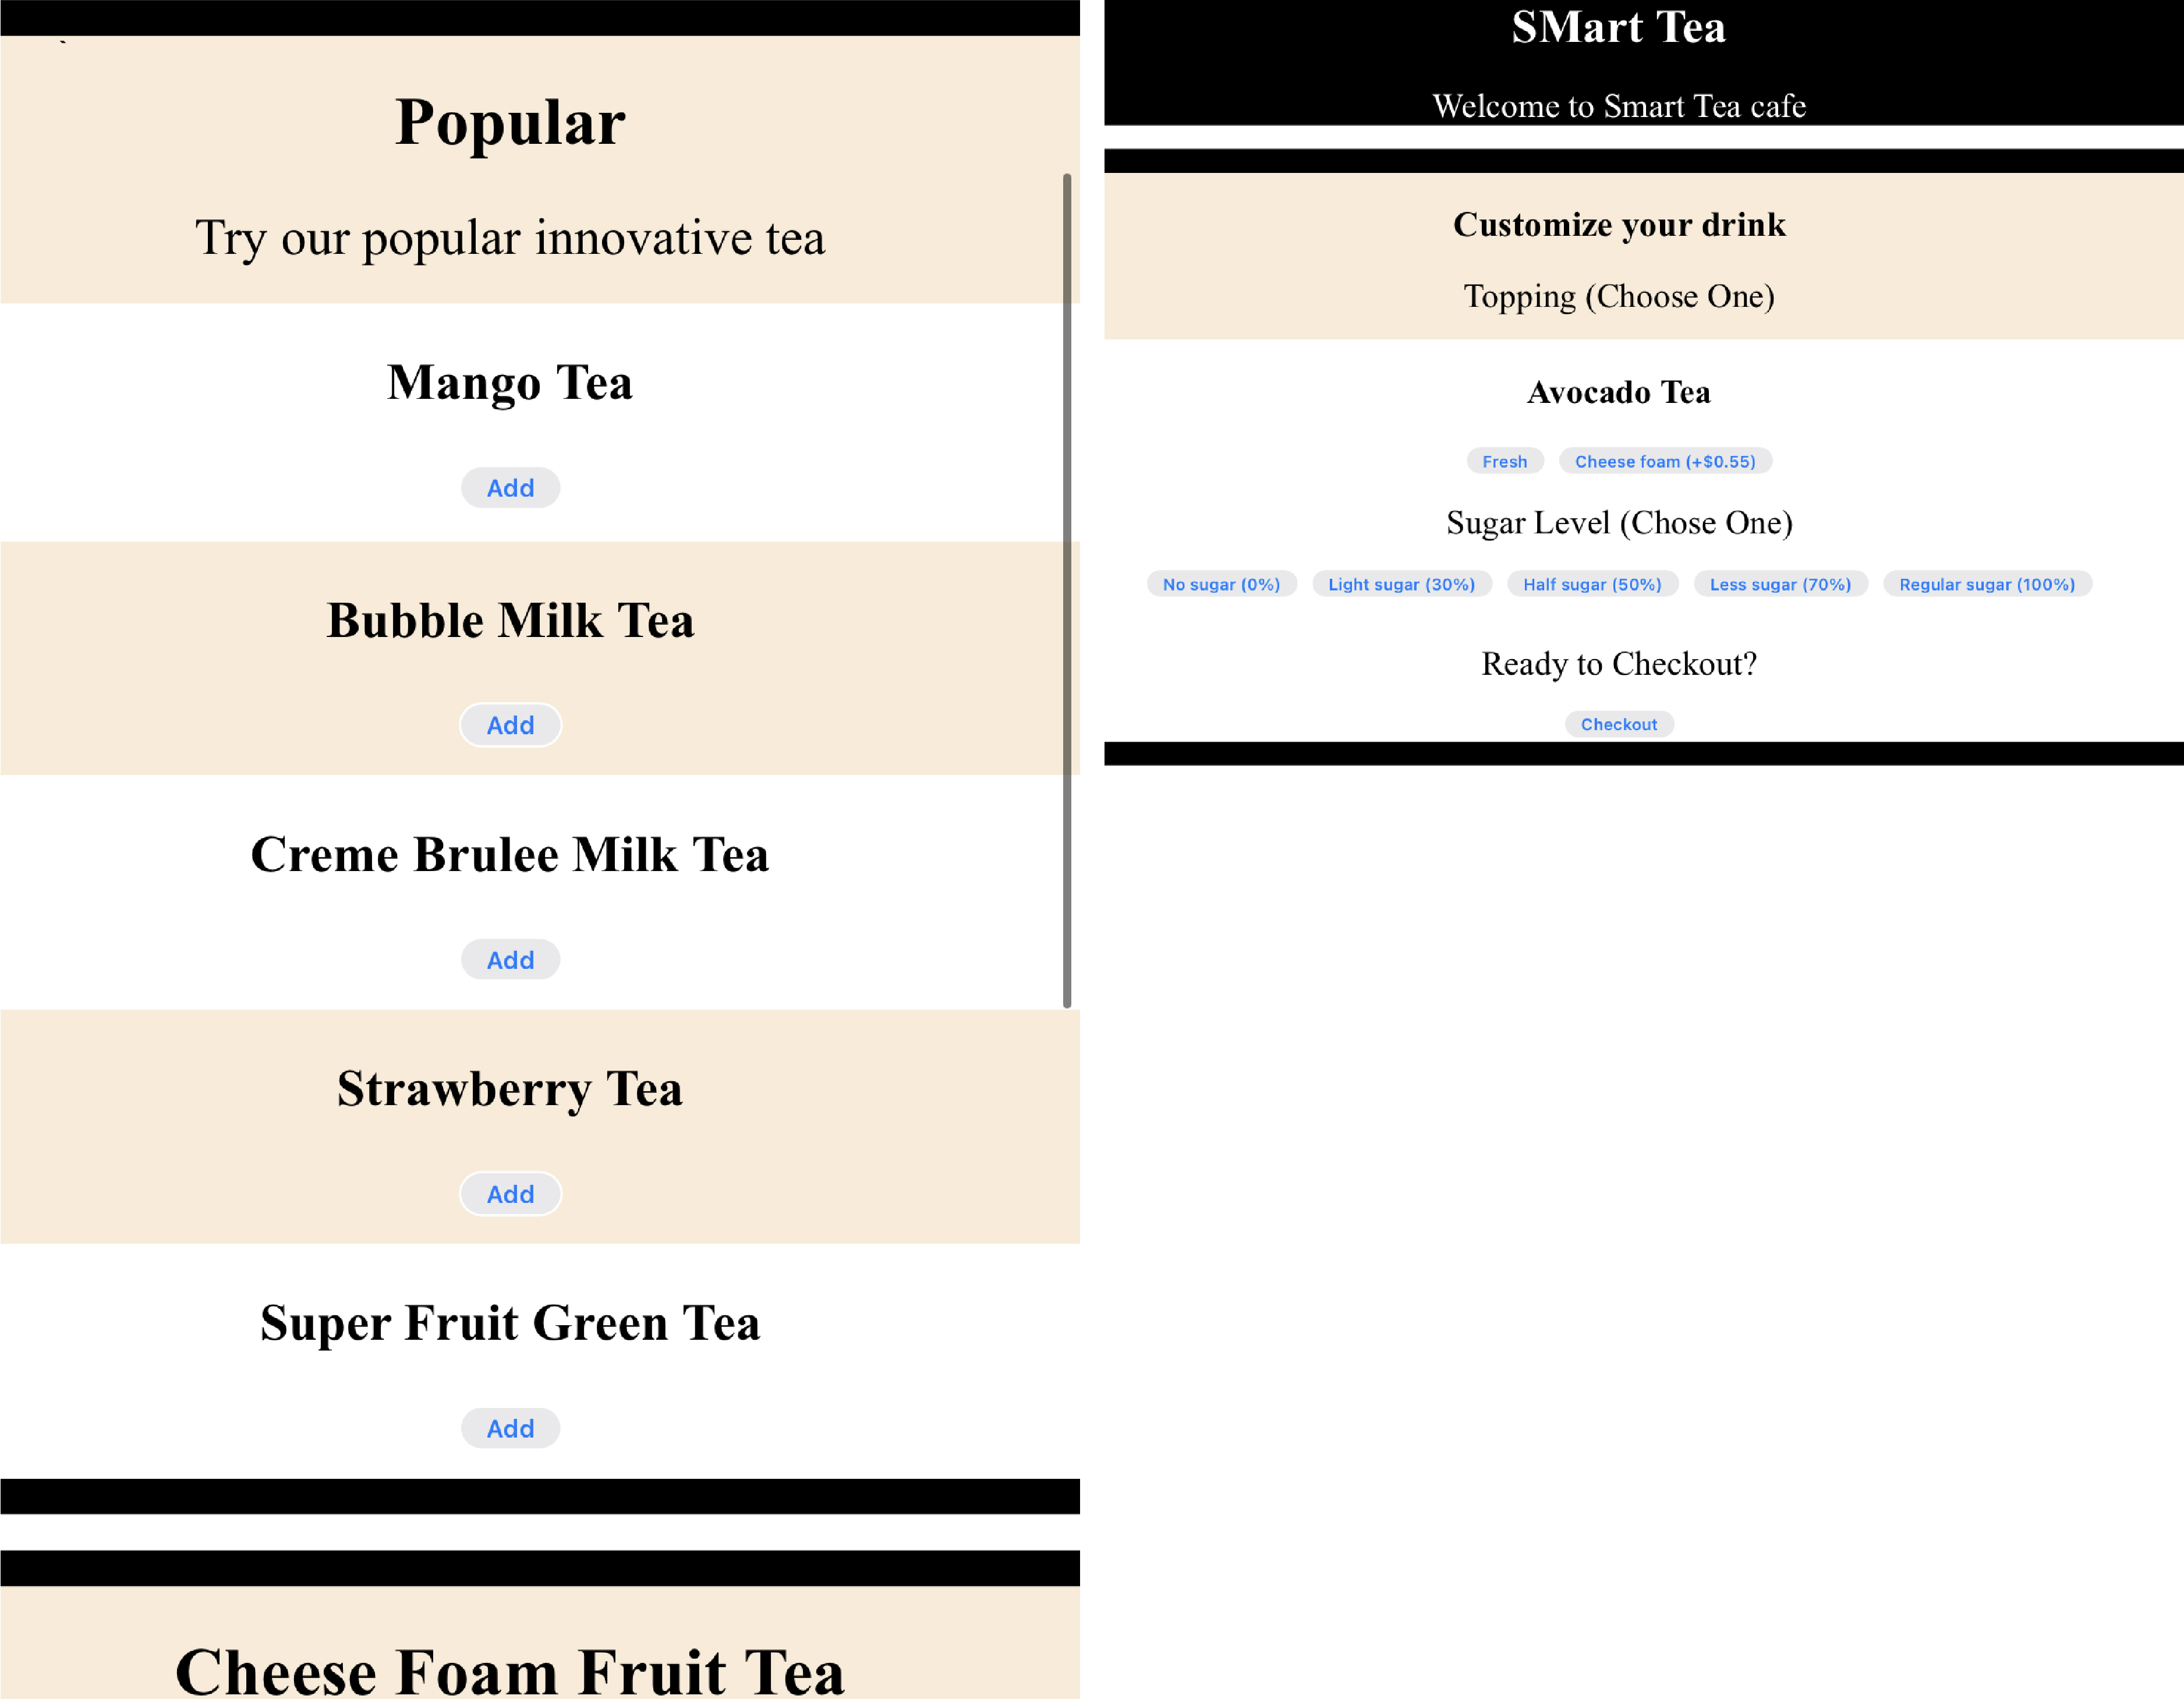 `
Popular
Try our popular innovative tea
Mango Tea
Add
Bubble Milk Tea
Add
Creme Brulee Milk Tea
Add
Strawberry Tea
Add
Super Fruit Green Tea
Add
Cheese Foam Fruit Tea
SMart Tea
Welcome to Smart Tea cafe
Customize your drink
Topping (Choose One)
Avocado Tea
Fresh Cheese foam (+$0.55)
Sugar Level (Chose One)
No sugar (0%) Light sugar (30%) Half sugar (50%) Less sugar (70%) Regular sugar (100%)
Ready to Checkout?
Checkout